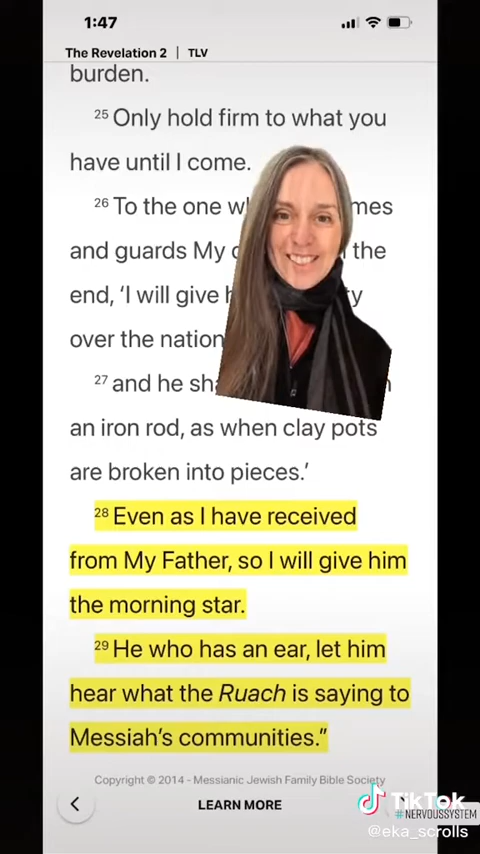 1:47
The Revelation 2 | TLV
burden.
25 Only hold firm to what you
have until I come.
26 To the one mes
and guards My the
end, 'I will give
over the nation
27 and he
an iron rod, as when clay pots
are broken into pieces.'
28 Even as I have received
from My Father, so I will give him
the morning star.
29 He who has an ear, let him
hear what the Ruach is saying to
Messiah's communities."
Copyright © 2014 - Messianic Jewish Family Bible Society
LEARN MORE
TikTok
#NERVOUSSYSTEM
@eka_scrolls